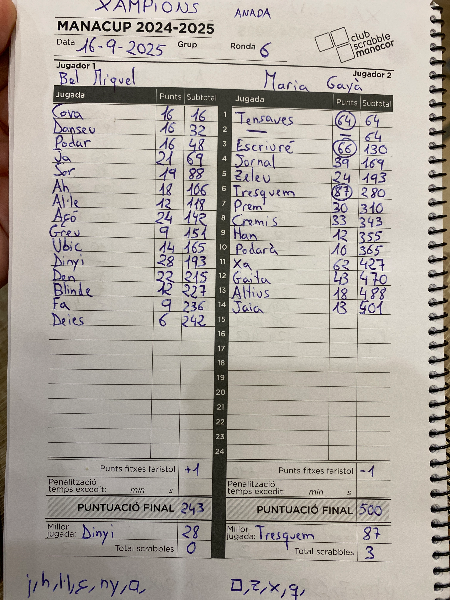 XAMPIONS ANADA
MANACUP 2024-2025
Data 16-9-2025 Grup Ronda 6
club scrabble manacor
Jugador 1 Jugador 2
Bel Miquel Maria Gayà
Jugada Punts Subtotal Jugada Punts Subtotal
Cova 16 16 1 Tensaves 64 64
Danseu 16 32 2 — = 64
Podar 16 48 3 Escriuré 66 130
Ja 21 69 4 Jornal 39 169
Sor 19 88 5 Zeleu 24 193
Ah 18 106 6 Tresquem 87 280
12 118 7 Prem 30 310
Açò 24 142 8 Cremis 33 343
Greu 9 151 9 Han 12 355
Ubic 14 165 10 Podarà 10 365
Dinyi 28 193 11 Xa 62 427
Den 22 215 12 Gaita 43 470
Blinde 12 227 13 Altius 18 488
Fa 9 236 14 Jaia 13 501
Deies 6 242 15
16
17
18
19
20
21
22
23
24
Punts fitxes faristol +1 Punts fitxes faristol -1
Penalització temps excedit: min s Penalització temps excedit: min s
PUNTUACIÓ FINAL 243 PUNTUACIÓ FINAL 500
Millor jugada: Dinyi 28 Millor jugada: Tresquem 87
Total scrabbles 0 Total scrabbles 3